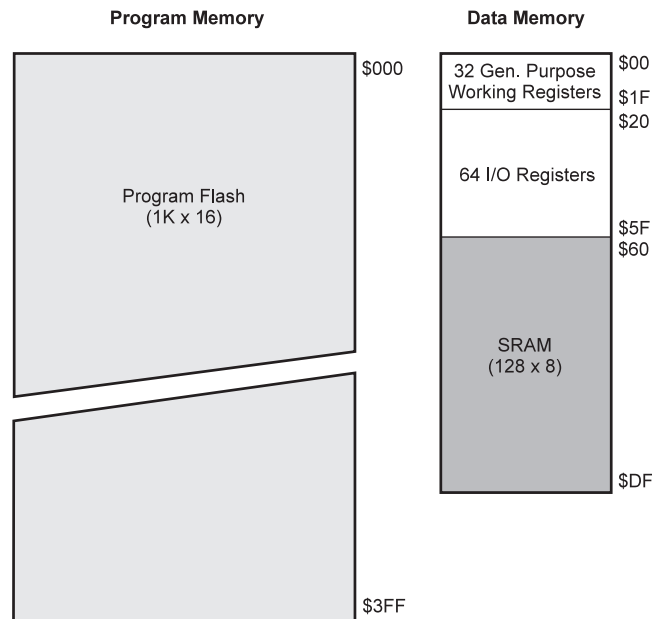 Program Memory
$000
Program Flash
(1K x 16)
$3FF
Data Memory
32 Gen. Purpose
Working Registers
$00
$1F
$20
64 I/O Registers
$5F
$60
SRAM
(128 x 8)
$DF